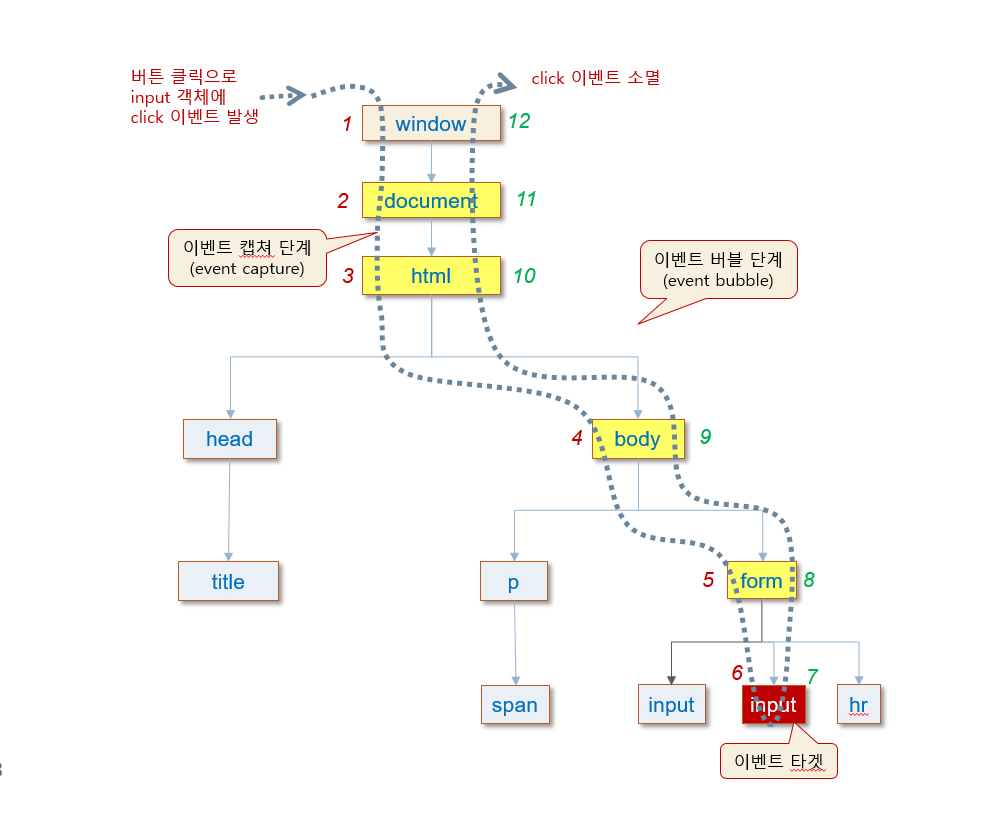 버튼 클릭으로
input 객체에
click 이벤트 발생
click 이벤트 소멸
1
window
12
2
document
11
이벤트 캡쳐 단계
(event capture)
3
html
10
이벤트 버블 단계
(event bubble)
head
4
body
9
title
p
5
form
8
6
7
span
input
input
hr
이벤트 타겟